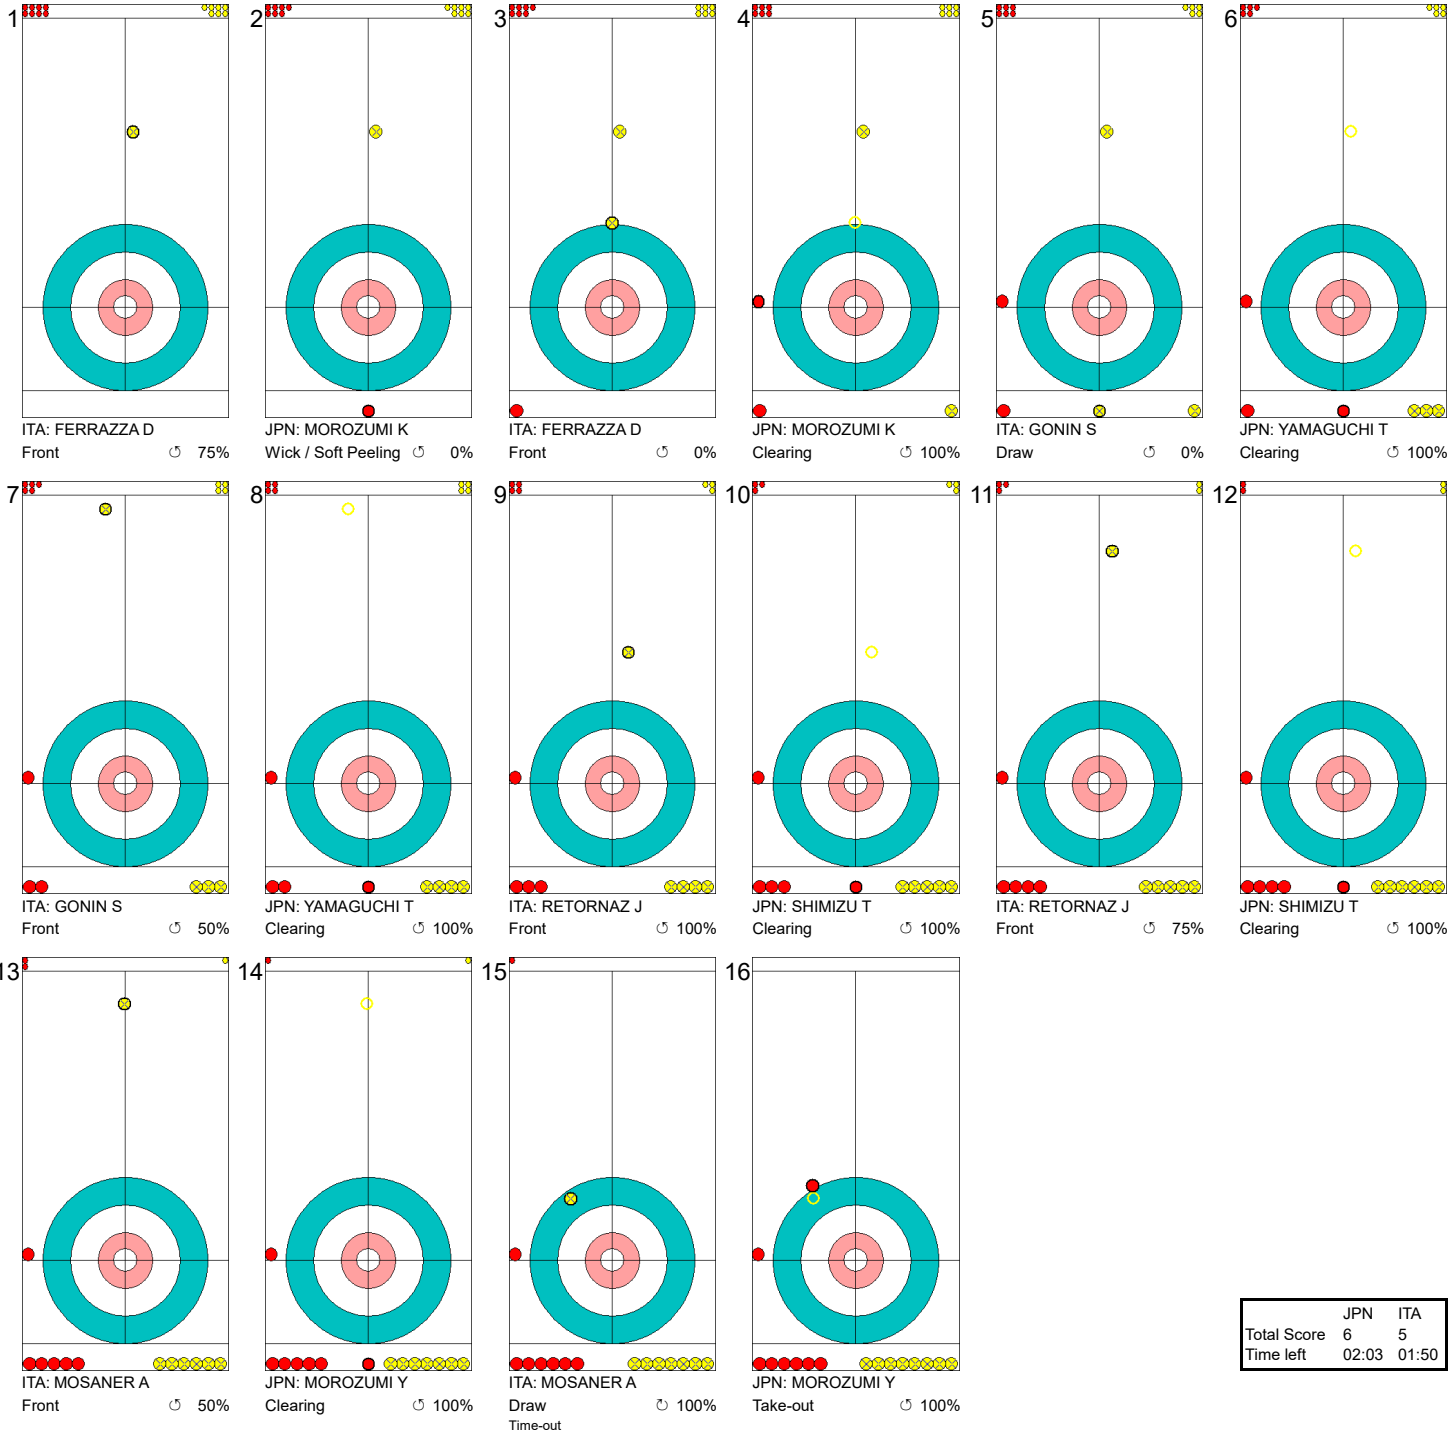 1
ITA: FERRAZZA D
Front ↺ 75%
2
JPN: MOROZUMI K
Wick / Soft Peeling ↺ 0%
3
ITA: FERRAZZA D
Front ↺ 0%
4
JPN: MOROZUMI K
Clearing ↺ 100%
5
ITA: GONIN S
Draw ↺ 0%
6
JPN: YAMAGUCHI T
Clearing ↺ 100%
7
ITA: GONIN S
Front ↺ 50%
8
JPN: YAMAGUCHI T
Clearing ↺ 100%
9
ITA: RETORNAZ J
Front ↺ 100%
10
JPN: SHIMIZU T
Clearing ↺ 100%
11
ITA: RETORNAZ J
Front ↺ 75%
12
JPN: SHIMIZU T
Clearing ↺ 100%
13
ITA: MOSANER A
Front ↺ 50%
14
JPN: MOROZUMI Y
Clearing ↺ 100%
15
ITA: MOSANER A
Draw ↻ 100%
Time-out
16
JPN: MOROZUMI Y
Take-out ↺ 100%
JPN ITA
Total Score 6 5
Time left 02:03 01:50